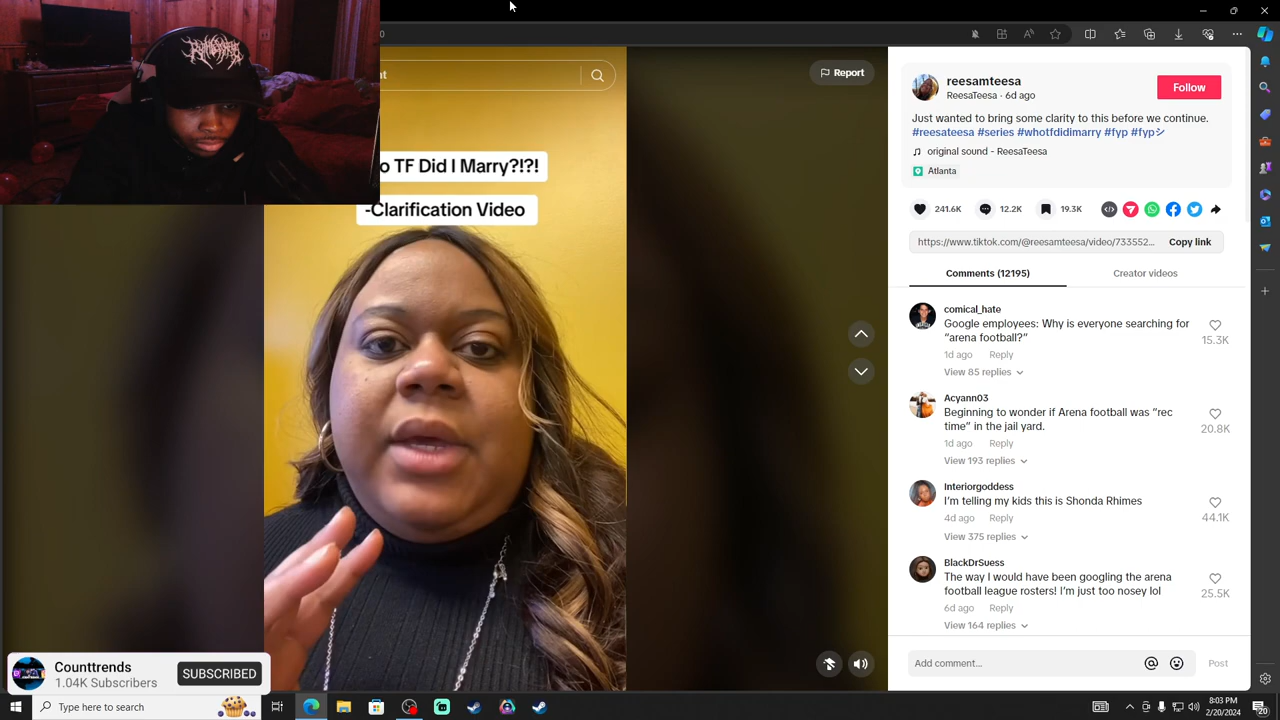 nt
Report
o TF Did I Marry?!?!
-Clarification Video
reesamteesa
ReesaTeesa · 6d ago
Follow
Just wanted to bring some clarity to this before we continue.
#reesateesa #series #whotfdidimarry #fyp #fypシ
original sound - ReesaTeesa
Atlanta
241.6K
12.2K
19.3K
https://www.tiktok.com/@reesamteesa/video/733552...
Copy link
Comments (12195)
Creator videos
comical_hate
Google employees: Why is everyone searching for
“arena football?”
15.3K
1d ago Reply
View 85 replies
Acyann03
Beginning to wonder if Arena football was “rec
time” in the jail yard.
20.8K
1d ago Reply
View 193 replies
Interiorgoddess
I’m telling my kids this is Shonda Rhimes
44.1K
4d ago Reply
View 375 replies
BlackDrSuess
The way I would have been googling the arena
football league rosters! I’m just too nosey lol
25.5K
6d ago Reply
View 164 replies
Add comment...
Post
Counttrends
1.04K Subscribers
SUBSCRIBED
Type here to search
8:03 PM
2/20/2024
20